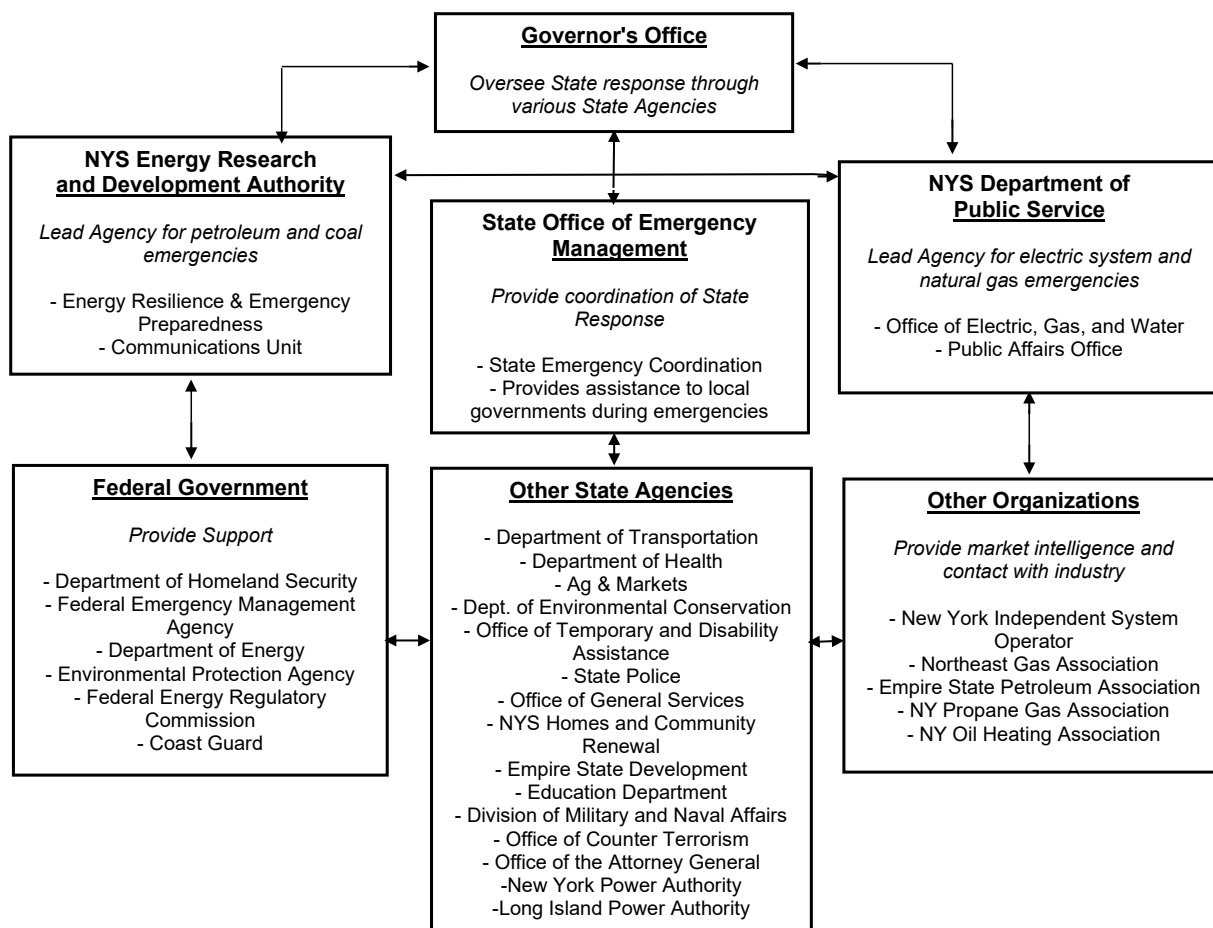 Governor's Office
Oversee State response through
various State Agencies
NYS Energy Research
and Development Authority
Lead Agency for petroleum and coal
emergencies
- Energy Resilience & Emergency
Preparedness
- Communications Unit
State Office of Emergency
Management
Provide coordination of State
Response
- State Emergency Coordination
- Provides assistance to local
governments during emergencies
NYS Department of
Public Service
Lead Agency for electric system and
natural gas emergencies
- Office of Electric, Gas, and Water
- Public Affairs Office
Federal Government
Provide Support
- Department of Homeland Security
- Federal Emergency Management
Agency
- Department of Energy
- Environmental Protection Agency
- Federal Energy Regulatory
Commission
- Coast Guard
Other State Agencies
- Department of Transportation
- Department of Health
- Ag & Markets
- Dept. of Environmental Conservation
- Office of Temporary and Disability
Assistance
- State Police
- Office of General Services
- NYS Homes and Community
Renewal
- Empire State Development
- Education Department
- Division of Military and Naval Affairs
- Office of Counter Terrorism
- Office of the Attorney General
-New York Power Authority
-Long Island Power Authority
Other Organizations
Provide market intelligence and
contact with industry
- New York Independent System
Operator
- Northeast Gas Association
- Empire State Petroleum Association
- NY Propane Gas Association
- NY Oil Heating Association